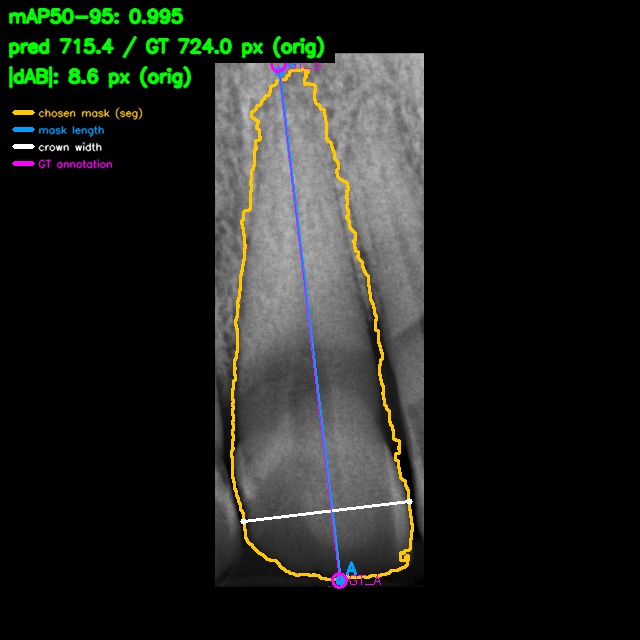 mAP50-95: 0.995
pred 715.4 / GT 724.0 px (orig)
|dAB|: 8.6 px (orig)
chosen mask (seg)
mask length
crown width
GT annotation
A
GT_A